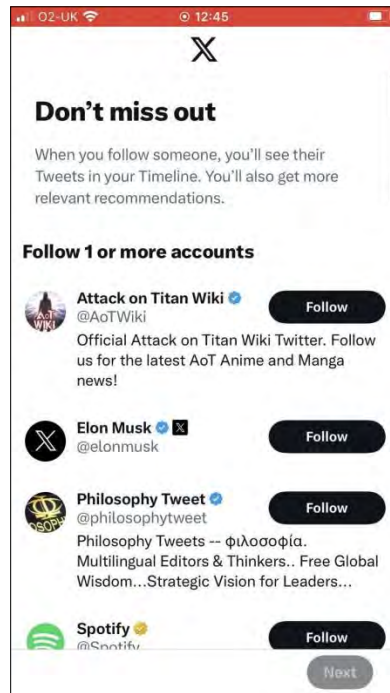 O2-UK 12:45
X
Don’t miss out
When you follow someone, you’ll see their
Tweets in your Timeline. You’ll also get more
relevant recommendations.
Follow 1 or more accounts
Attack on Titan Wiki
@AoTWiki
Follow
AoT
WIKI
Official Attack on Titan Wiki Twitter. Follow
us for the latest AoT Anime and Manga
news!
Elon Musk X
@elonmusk
Follow
X
Philosophy Tweet
@philosophytweet
Follow
OSOPH
Philosophy Tweets -- φιλοσοφία.
Multilingual Editors & Thinkers.. Free Global
Wisdom...Strategic Vision for Leaders...
Spotify
@Spotify
Follow
Next